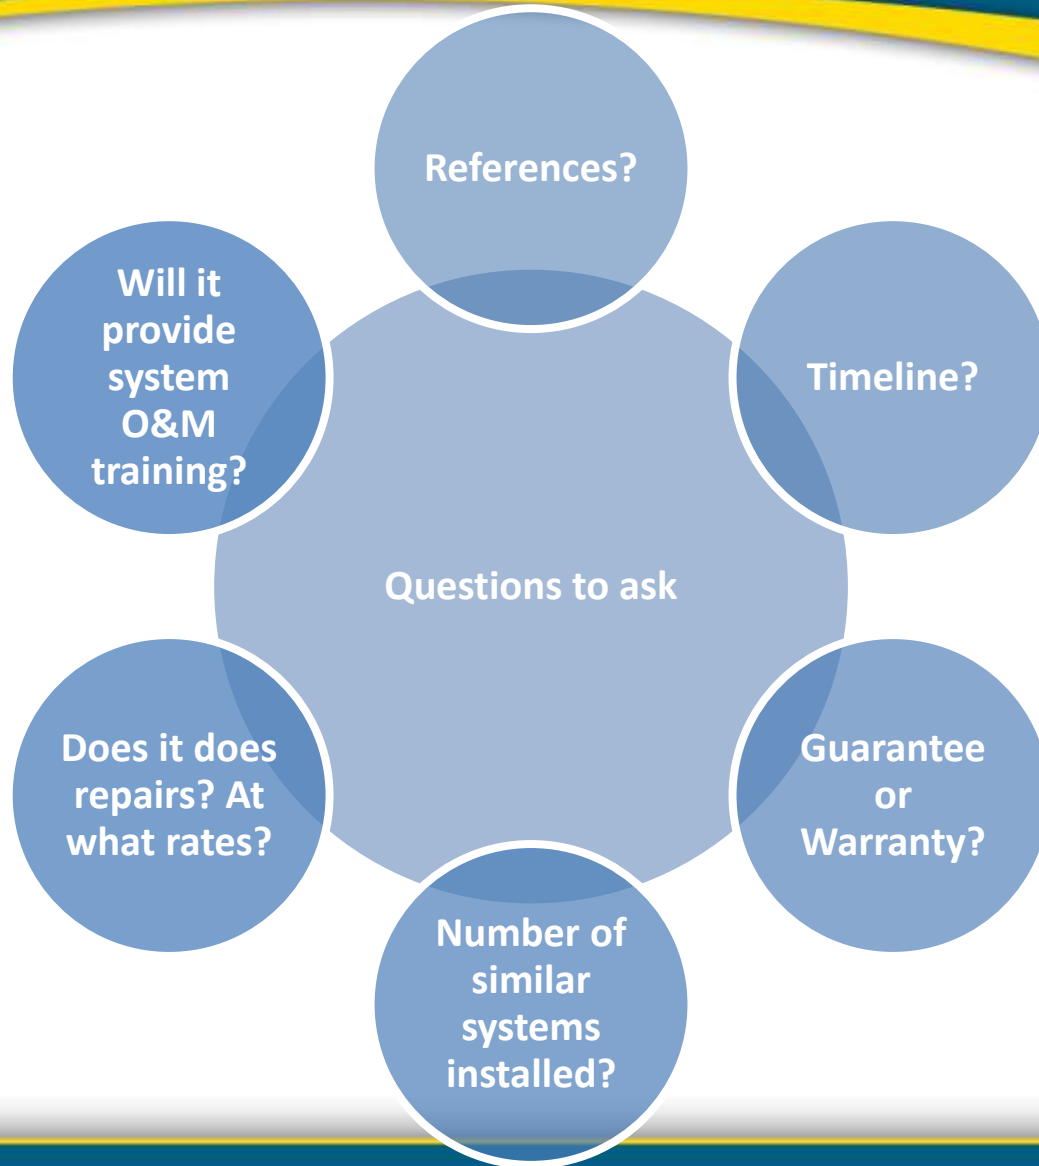 References?
Timeline?
Guarantee
or
Warranty?
Number of
similar
systems
installed?
Does it does
repairs? At
what rates?
Will it
provide
system
O&M
training?
Questions to ask